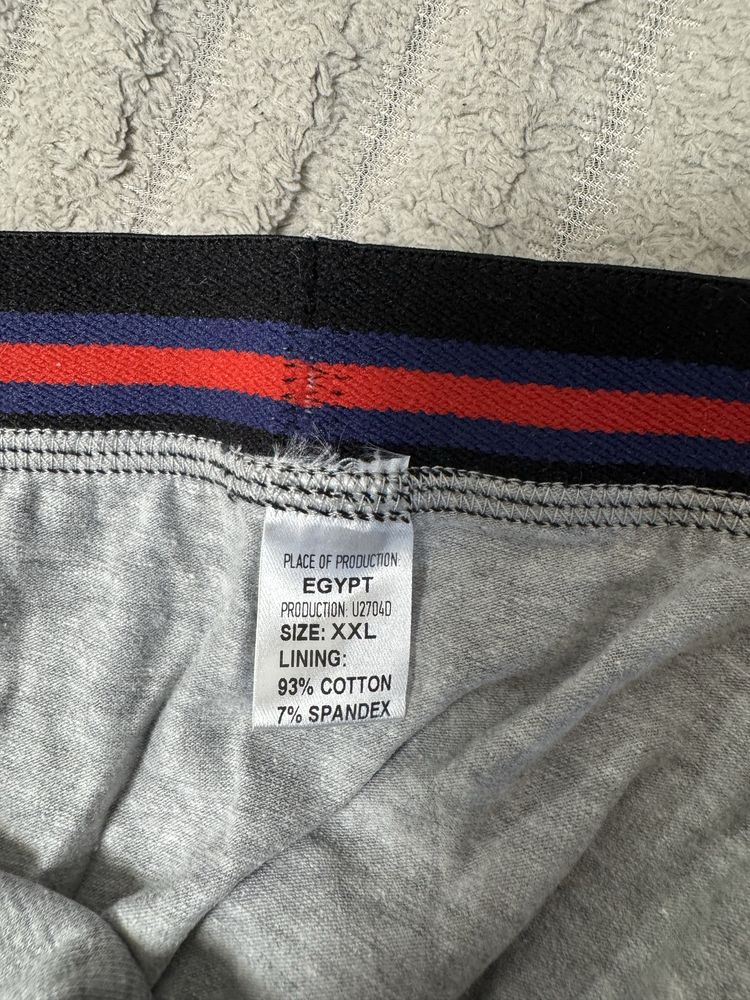 PLACE OF PRODUCTION:
EGYPT
PRODUCTION: U2704D
SIZE: XXL
LINING:
93% COTTON
7% SPANDEX